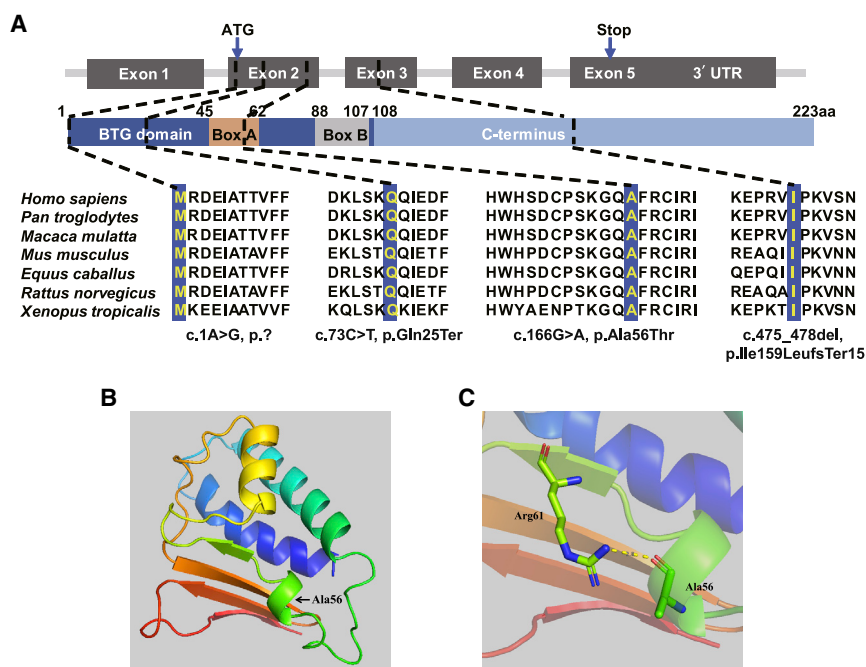 A
ATG
Stop
Exon 1
Exon 2
Exon 3
Exon 4
Exon 5
3′ UTR
1
45
62
88
107
108
223aa
BTG domain
Box A
Box B
C-terminus
Homo sapiens MRDEIATTVFF DKLSKQQIEDF HWHSDCPSKGQAFRCIRI KEPRVIPKVSN
Pan troglodytes MRDEIATTVFF DKLSKQQIEDF HWHSDCPSKGQAFRCIRI KEPRVIPKVSN
Macaca mulatta MRDEIATTVFF DKLSKQQIEDF HWHSDCPSKGQAFRCIRI KEPRVIPKVSN
Mus musculus MRDEIATAVFF EKLSTQQIETF HWHPDCPSKGQAFRCIRI REAQIIPKVNN
Equus caballus MRDEIATTVFF DRLSKQQIEDF HWHSDCPSKGQAFRCIRI QEPQIIPKVNN
Rattus norvegicus MRDEIATAVFF EKLSTQQIETF HWHPDCPSKGQAFRCIRI REAQAIPKVNN
Xenopus tropicalis MKEEIAATVVF KQLSKQKIEKF HWYAENPTKGQAFRCIRI KEPKTIPKVSN
c.1A>G, p.?
c.73C>T, p.Gln25Ter
c.166G>A, p.Ala56Thr
c.475_478del,
p.Ile159LeufsTer15
B
Ala56
C
Arg61
Ala56